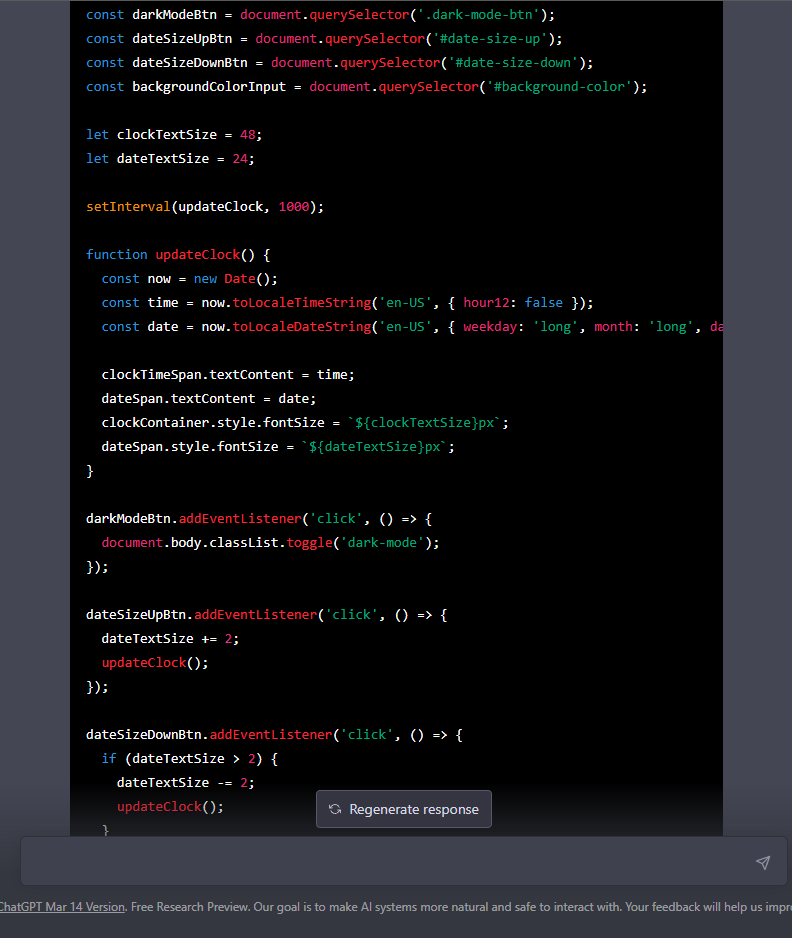 const darkModeBtn = document.querySelector('.dark-mode-btn');
const dateSizeUpBtn = document.querySelector('#date-size-up');
const dateSizeDownBtn = document.querySelector('#date-size-down');
const backgroundColorInput = document.querySelector('#background-color');
let clockTextSize = 48;
let dateTextSize = 24;
setInterval(updateClock, 1000);
function updateClock() {
  const now = new Date();
  const time = now.toLocaleTimeString('en-US', { hour12: false });
  const date = now.toLocaleDateString('en-US', { weekday: 'long', month: 'long', da
  clockTimeSpan.textContent = time;
  dateSpan.textContent = date;
  clockContainer.style.fontSize = `${clockTextSize}px`;
  dateSpan.style.fontSize = `${dateTextSize}px`;
}
darkModeBtn.addEventListener('click', () => {
  document.body.classList.toggle('dark-mode');
});
dateSizeUpBtn.addEventListener('click', () => {
  dateTextSize += 2;
  updateClock();
});
dateSizeDownBtn.addEventListener('click', () => {
  if (dateTextSize > 2) {
    dateTextSize -= 2;
    updateClock();
  }
Regenerate response
ChatGPT Mar 14 Version. Free Research Preview. Our goal is to make AI systems more natural and safe to interact with. Your feedback will help us impr